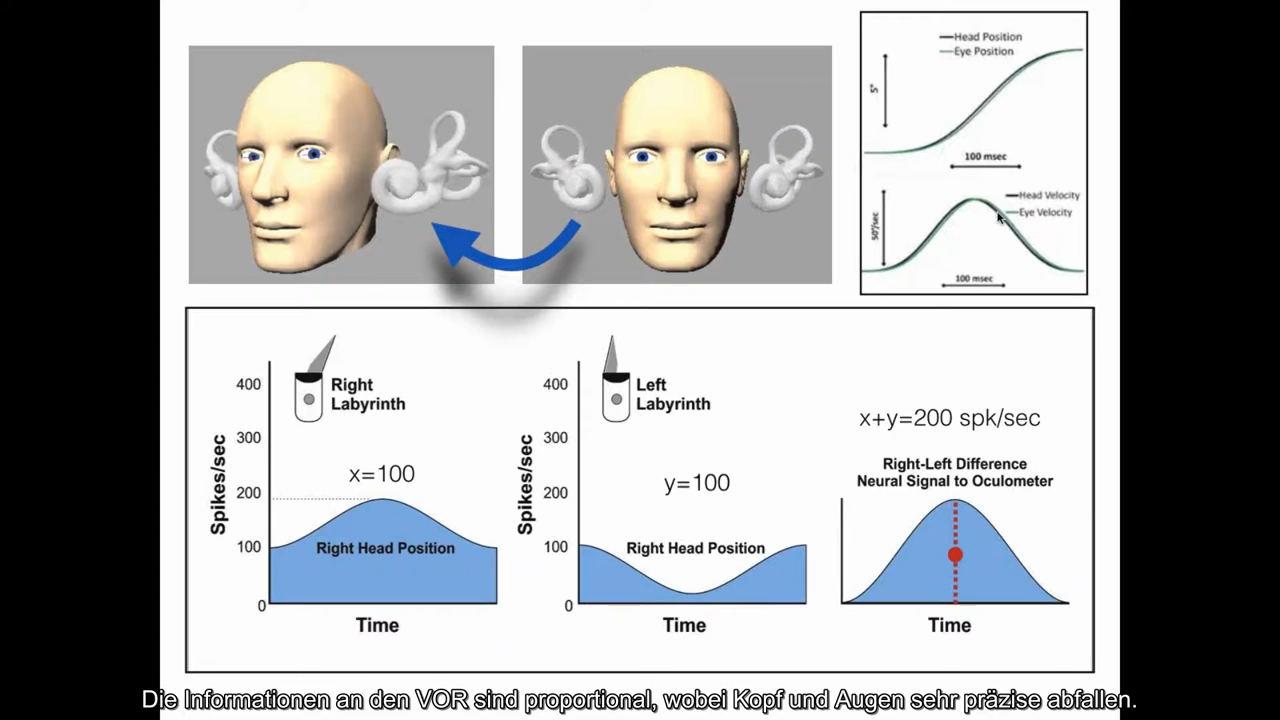 Head Position
Eye Position
5°
100 msec
Head Velocity
Eye Velocity
50°/sec
100 msec
Right
Labyrinth
400
300
200
100
0
Spikes/sec
x=100
Right Head Position
Time
Left
Labyrinth
400
300
200
100
0
Spikes/sec
y=100
Right Head Position
Time
x+y=200 spk/sec
Right-Left Difference
Neural Signal to Oculometer
Time
Die Informationen an den VOR sind proportional, wobei Kopf und Augen sehr präzise abfallen.